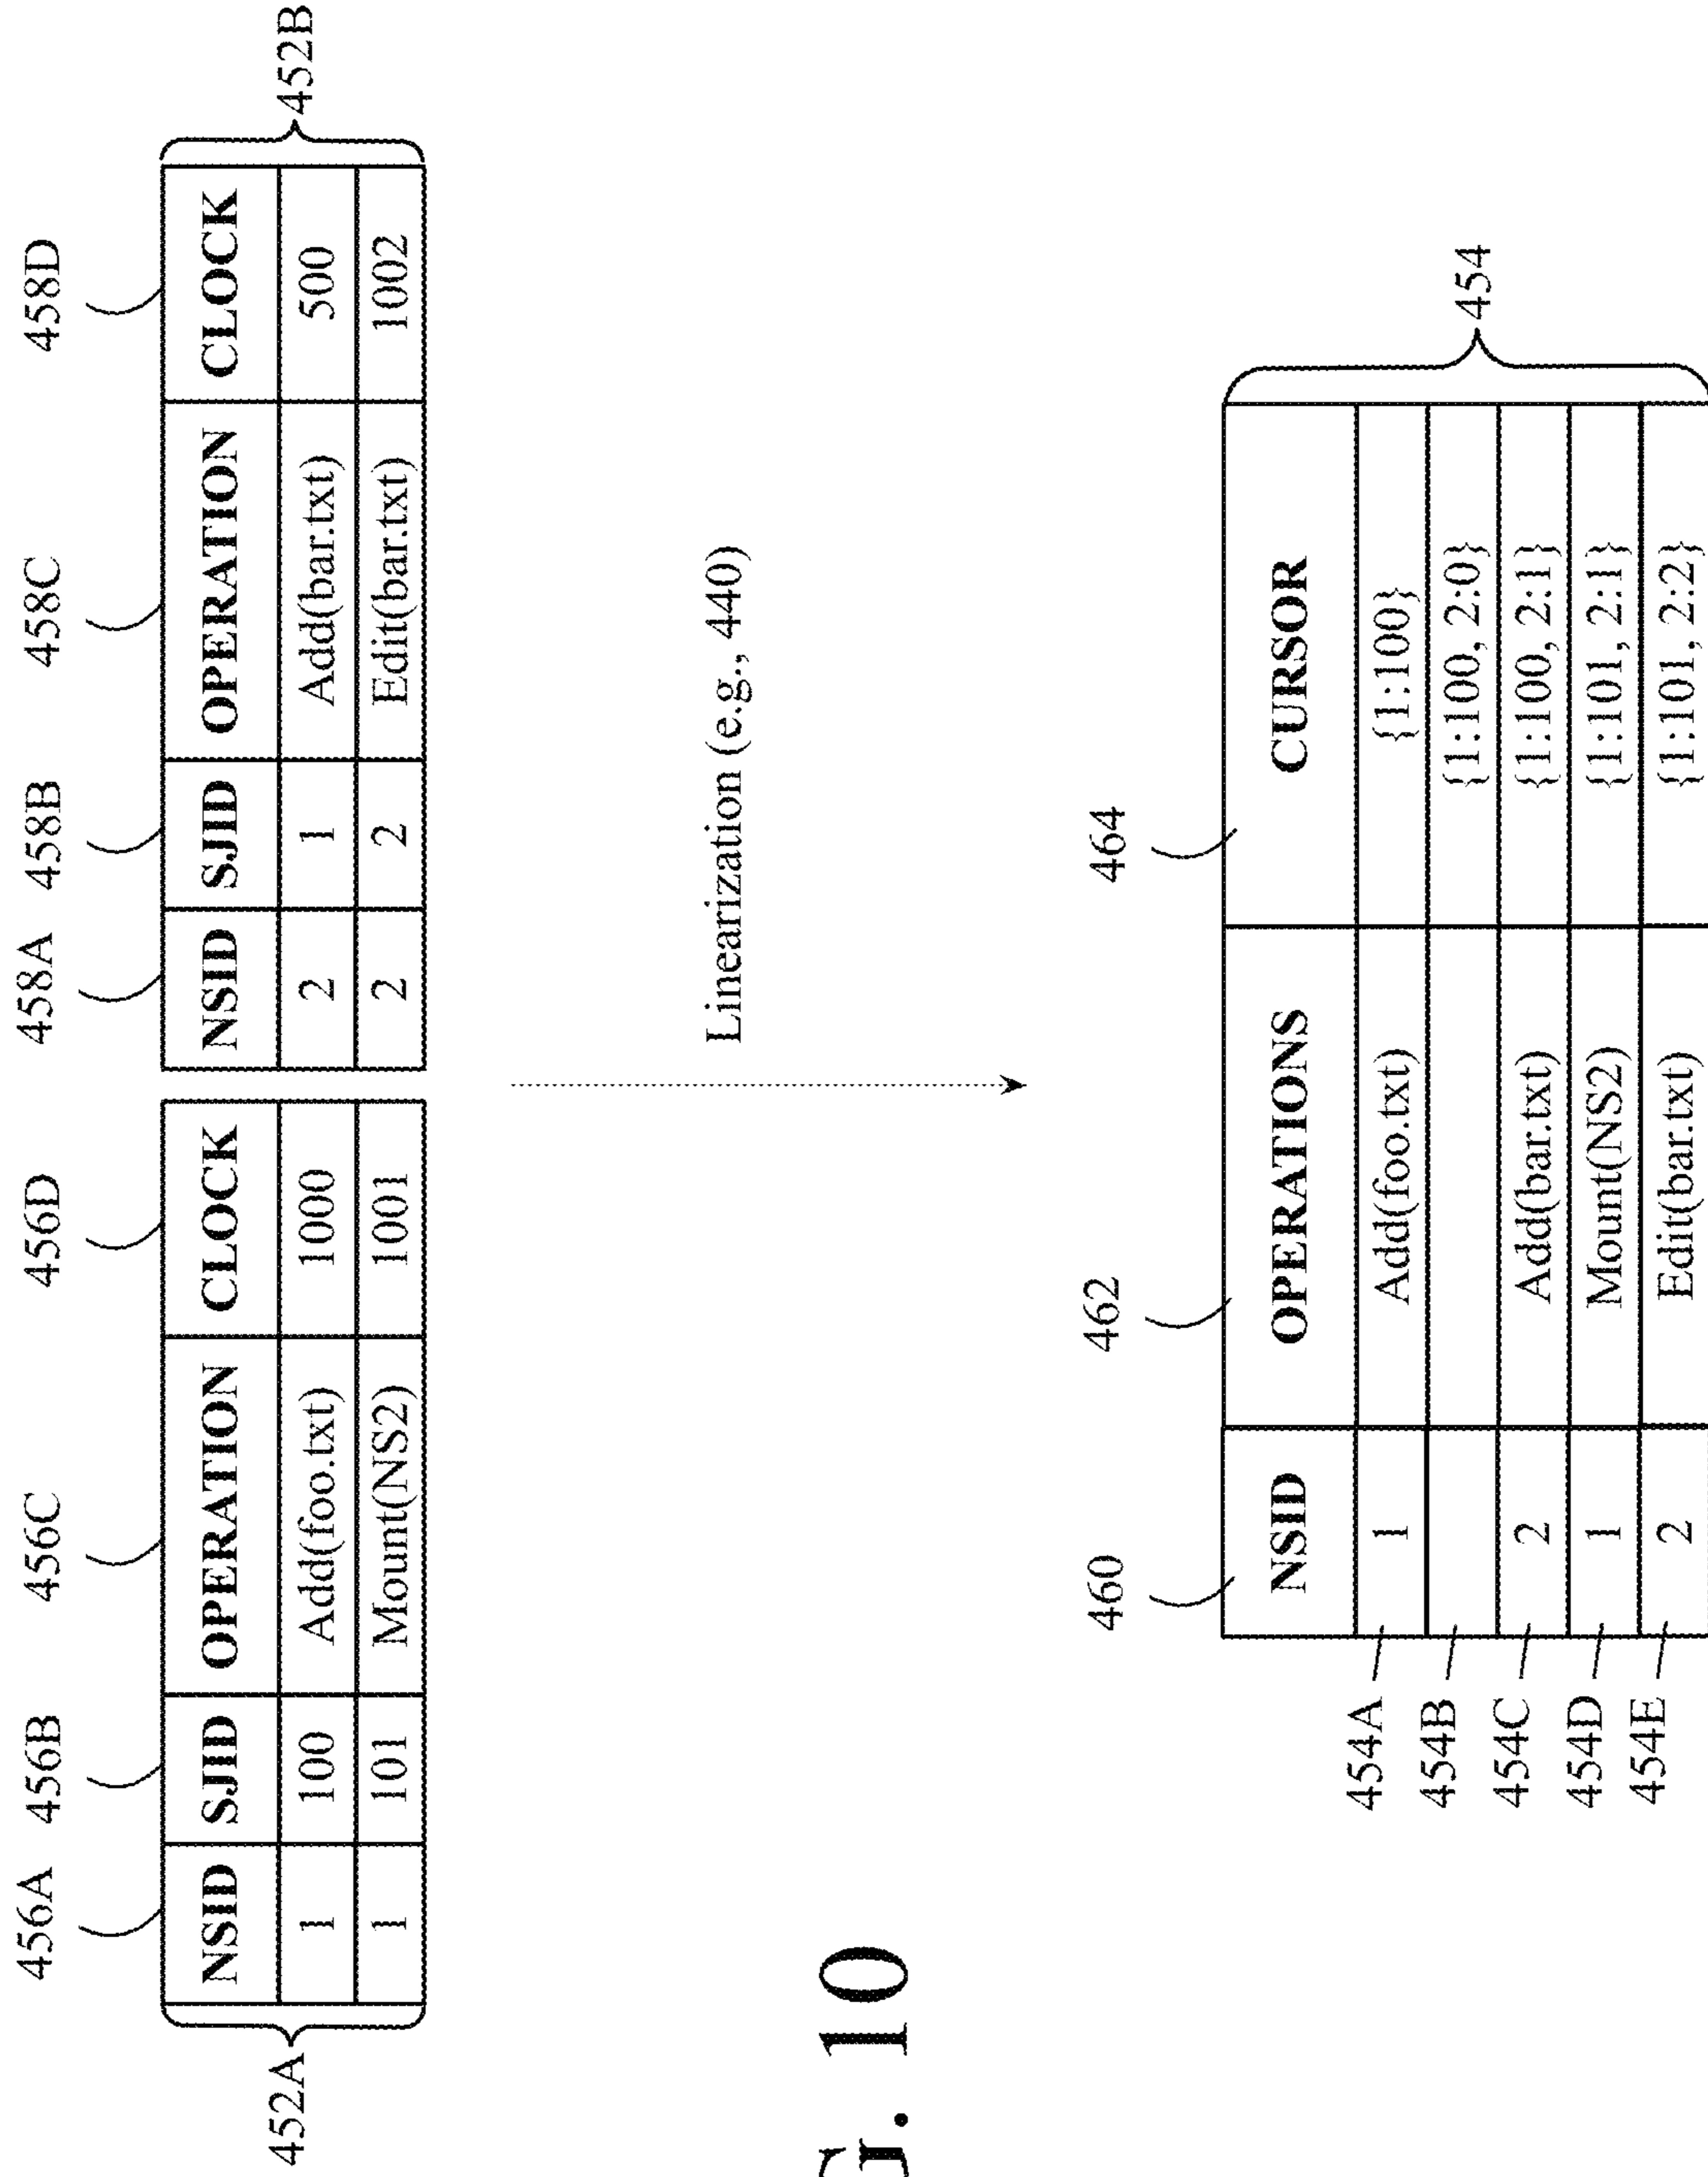 456A 456B 456C 456D 458A 458B 458C 458D
NSID SJID OPERATION CLOCK NSID SJID OPERATION CLOCK
1 100 Add(foo.txt) 1000 2 1 Add(bar.txt) 500
1 101 Mount(NS2) 1001 2 2 Edit(bar.txt) 1002
452A 452B
Linearization (e.g., 440)
460 462 464
NSID OPERATIONS CURSOR
454A 1 Add(foo.txt) {1:100}
454B {1:100, 2:0}
454C 2 Add(bar.txt) {1:100, 2:1}
454D 1 Mount(NS2) {1:101, 2:1}
454E 2 Edit(bar.txt) {1:101, 2:2}
454
G. 10